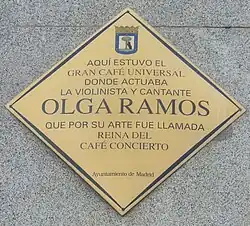 AQUÍ ESTUVO EL
GRAN CAFÉ UNIVERSAL
DONDE ACTUABA
LA VIOLINISTA Y CANTANTE
OLGA RAMOS
QUE POR SU ARTE FUE LLAMADA
REINA DEL
CAFÉ CONCIERTO
Ayuntamiento de Madrid